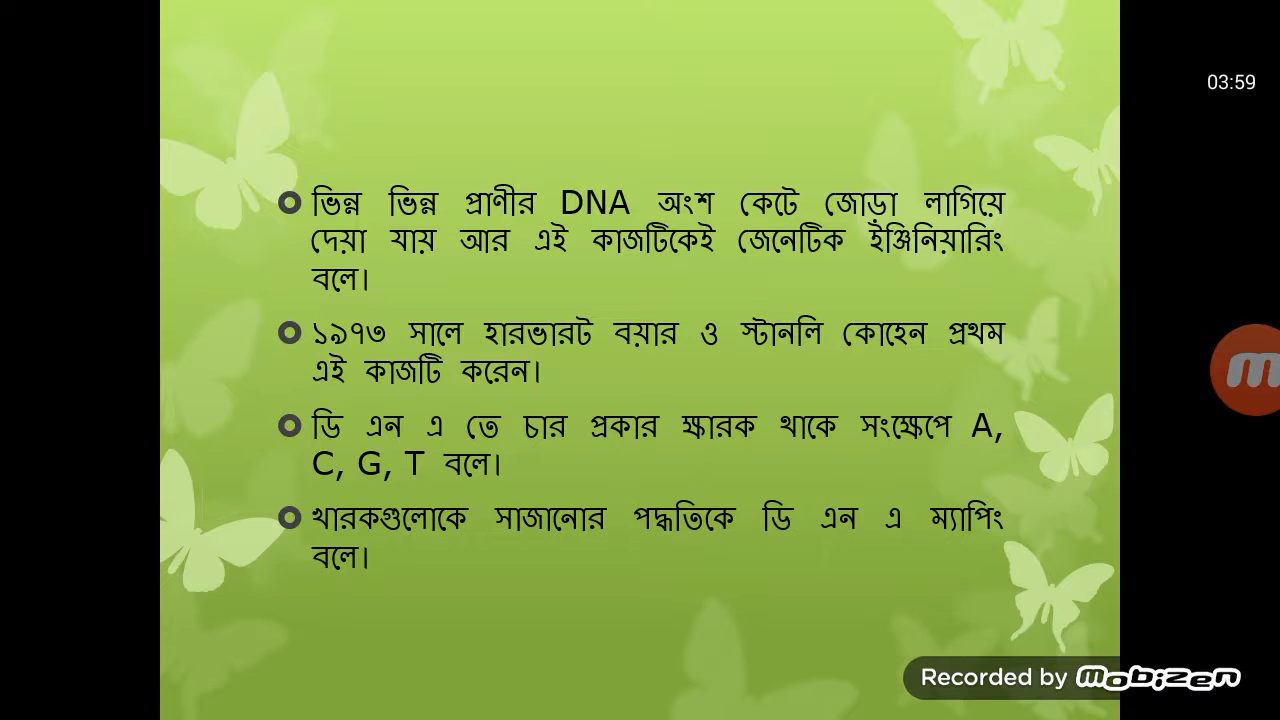 03:59
ভিন্ন ভিন্ন প্রাণীর DNA অংশ কেটে জোড়া লাগিয়ে
দেয়া যায় আর এই কাজটিকেই জেনেটিক ইঁঞ্জিনিয়ারিং
বলে।
১৯৭৩ সালে হারভারট বয়ার ও স্টানলি কোহেন প্রথম
এই কাজটি করেন।
ডি এন এ তে চার প্রকার ক্ষারক থাকে সংক্ষেপে A,
C, G, T বলে।
খারকগুলোকে সাজানোর পদ্ধতিকে ডি এন এ ম্যাপিং
বলে।
Recorded by mobizen